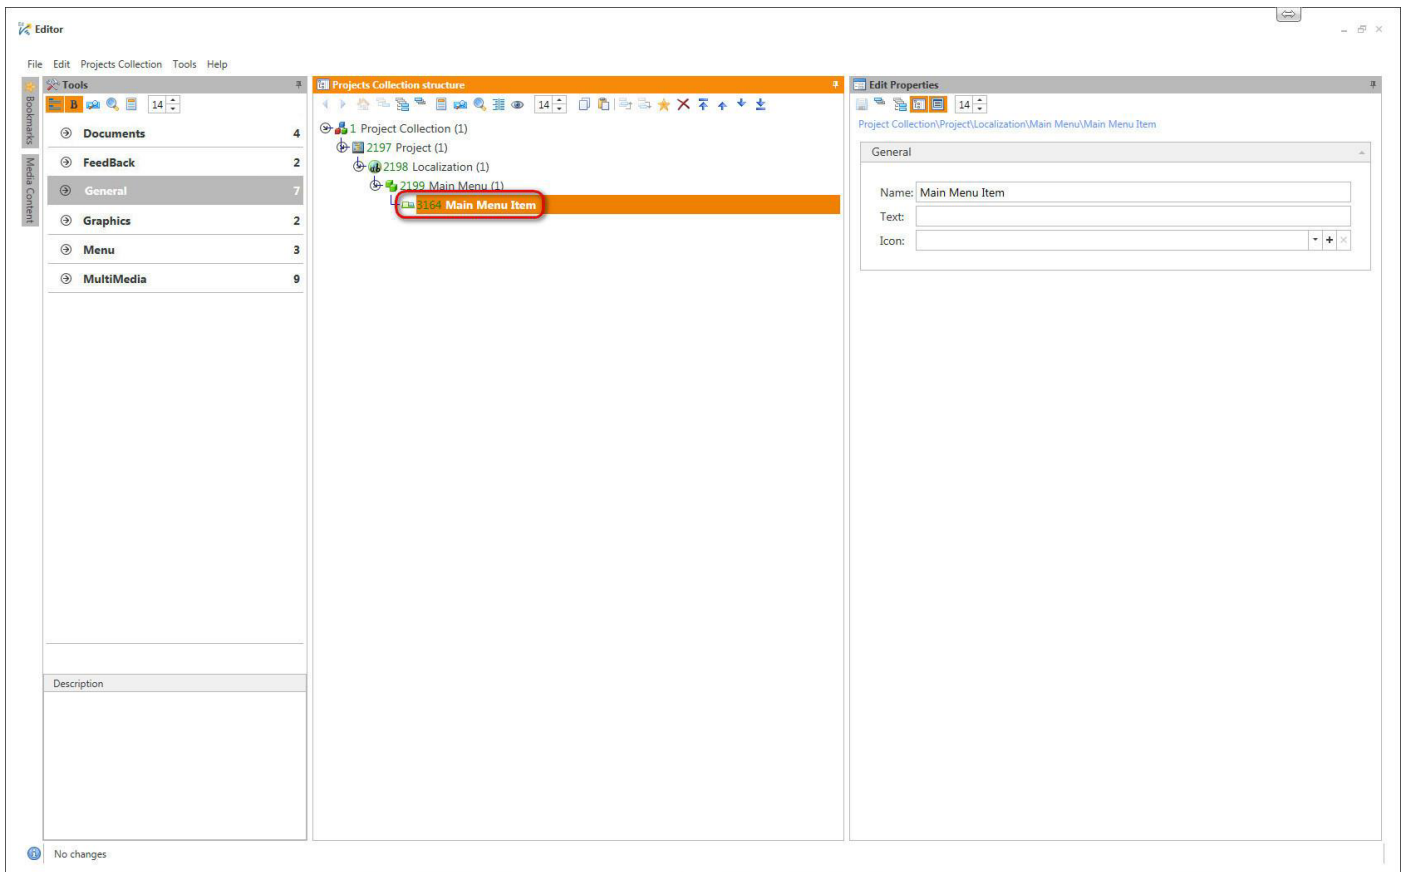 Editor
File Edit Projects Collection Tools Help
Bookmarks
Media Content
Tools
B 14
Documents 4
FeedBack 2
General 7
Graphics 2
Menu 3
MultiMedia 9
Description
Projects Collection structure
14
1 Project Collection (1)
2197 Project (1)
2198 Localization (1)
2199 Main Menu (1)
3164 Main Menu Item
Edit Properties
14
Project Collection\Project\Localization\Main Menu\Main Menu Item
General
Name: Main Menu Item
Text:
Icon:
No changes